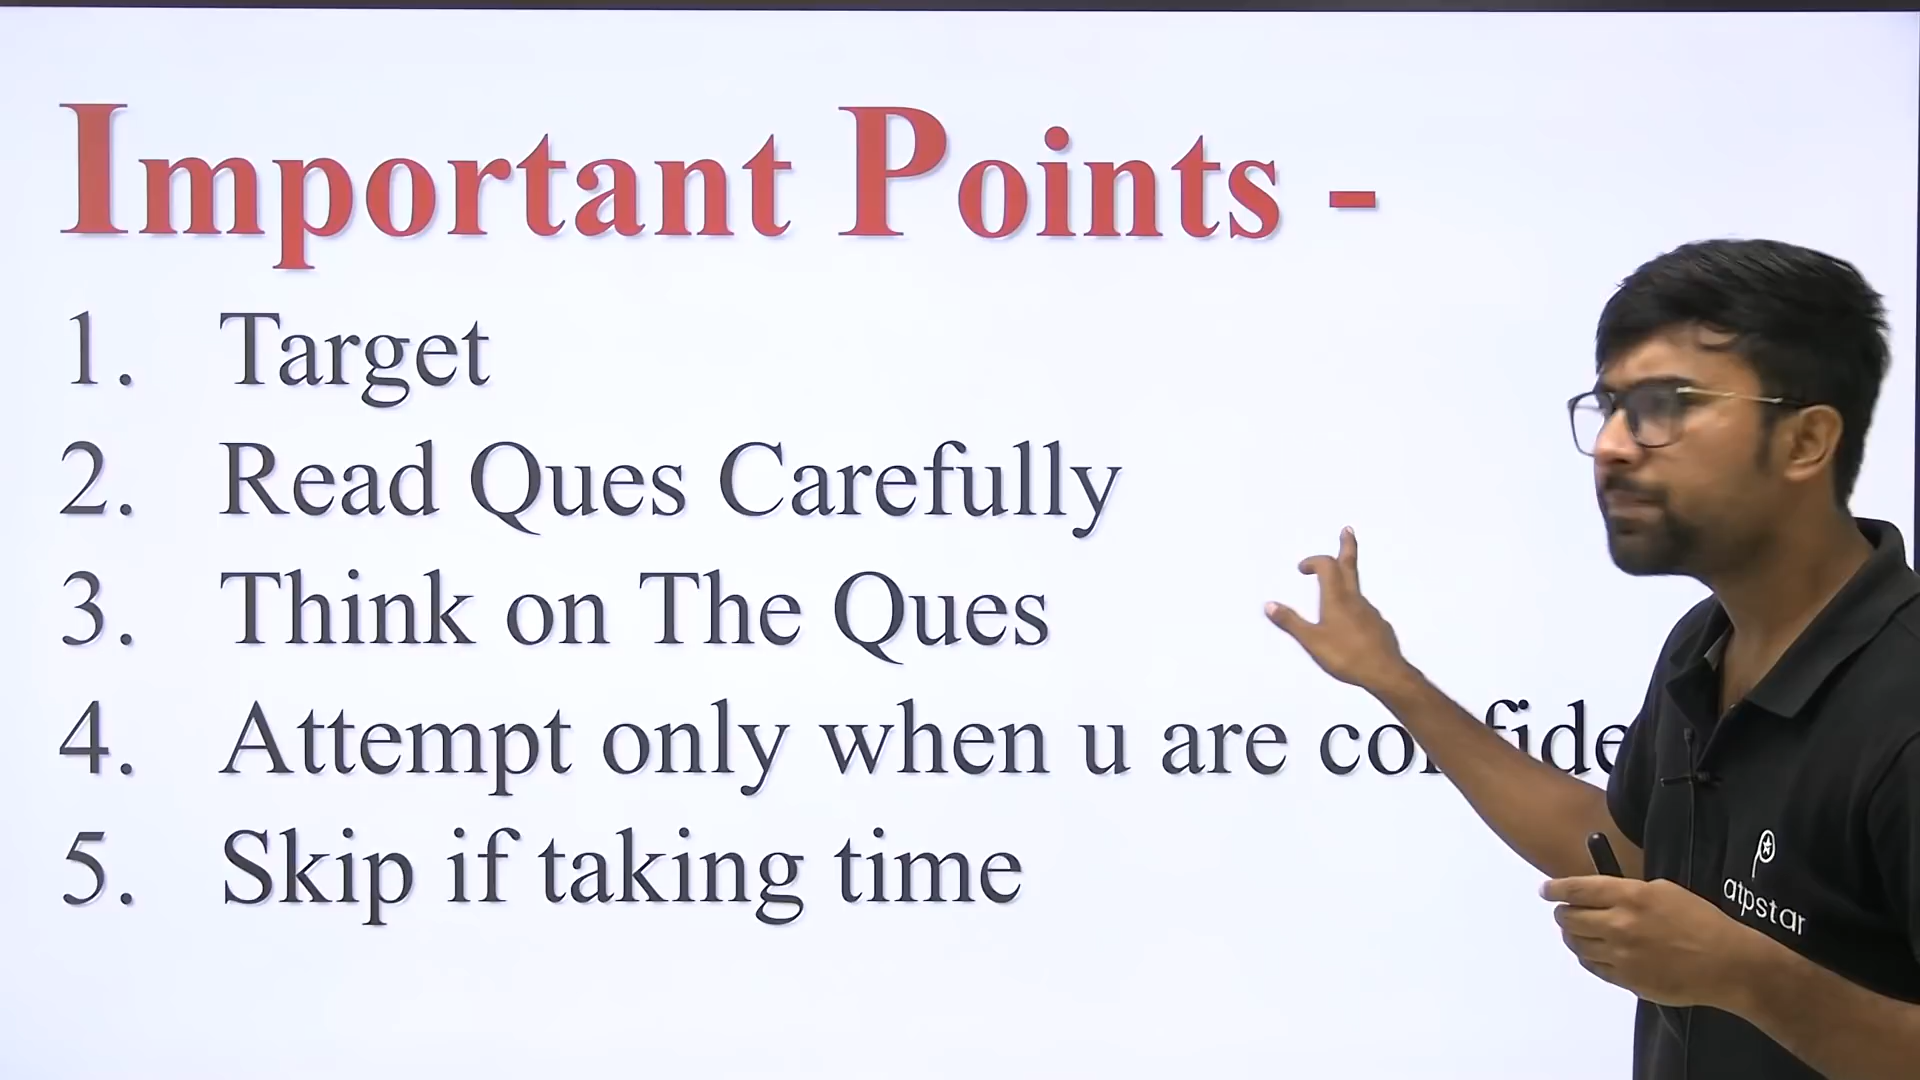 Important Points -
1. Target
2. Read Ques Carefully
3. Think on The Ques
4. Attempt only when u are
5. Skip if taking time
atpstar